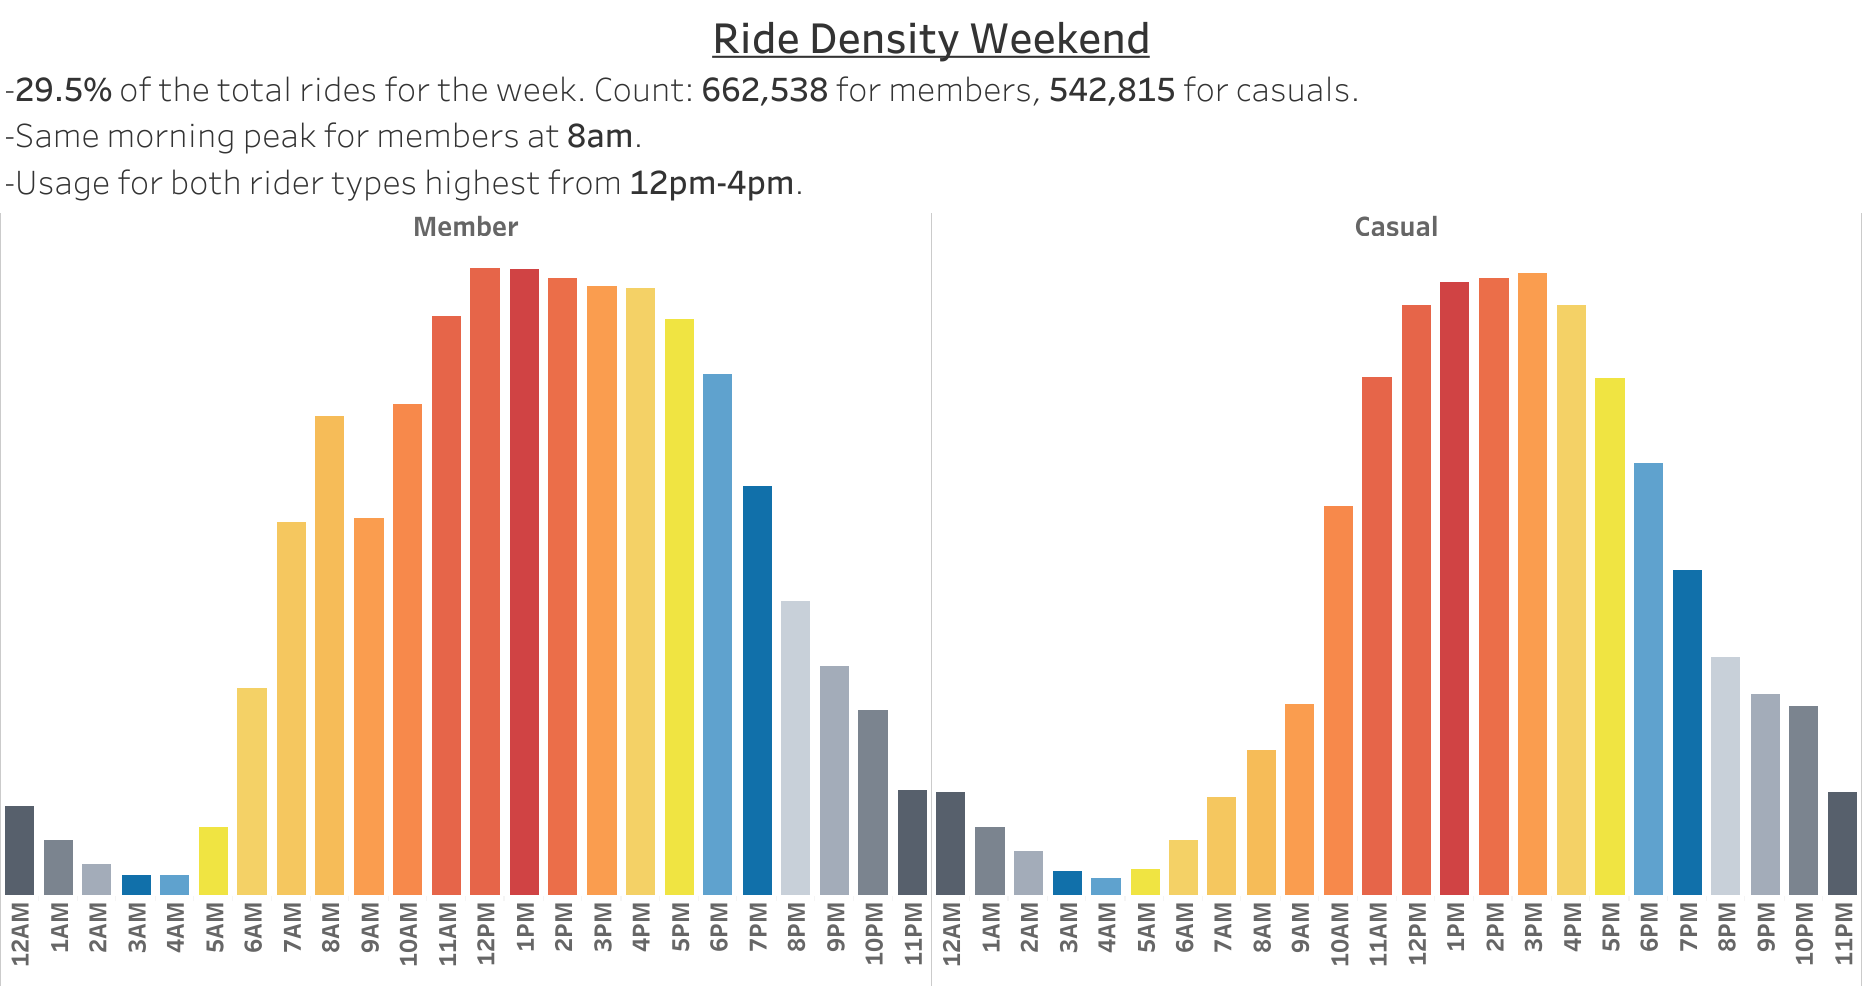 Ride Density Weekend
-29.5% of the total rides for the week. Count: 662,538 for members, 542,815 for casuals.
-Same morning peak for members at 8am.
-Usage for both rider types highest from 12pm-4pm.
Member
Casual
12AM
1AM
2AM
3AM
4AM
5AM
6AM
7AM
8AM
9AM
10AM
11AM
12PM
1PM
2PM
3PM
4PM
5PM
6PM
7PM
8PM
9PM
10PM
11PM
12AM
1AM
2AM
3AM
4AM
5AM
6AM
7AM
8AM
9AM
10AM
11AM
12PM
1PM
2PM
3PM
4PM
5PM
6PM
7PM
8PM
9PM
10PM
11PM